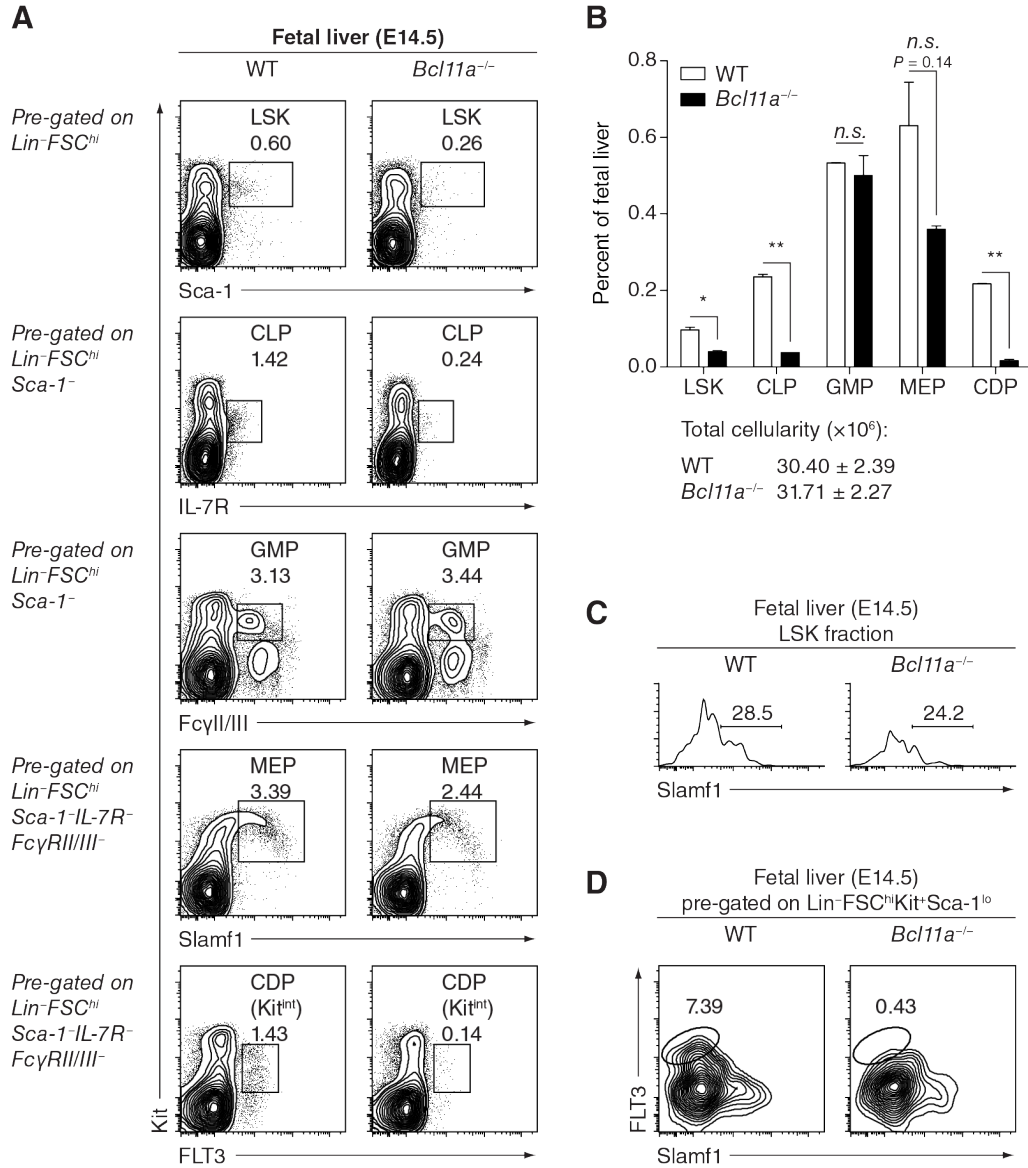 A
Fetal liver (E14.5)
WT Bcl11a–/–
Pre-gated on
Lin–FSChi
LSK
0.60
LSK
0.26
Sca-1
Pre-gated on
Lin–FSChi
Sca-1–
CLP
1.42
CLP
0.24
IL-7R
Pre-gated on
Lin–FSChi
Sca-1–
GMP
3.13
GMP
3.44
FcγII/III
Pre-gated on
Lin–FSChi
Sca-1–IL-7R–
FcγRII/III–
MEP
3.39
MEP
2.44
Slamf1
Pre-gated on
Lin–FSChi
Sca-1–IL-7R–
FcγRII/III–
CDP
(Kitint)
1.43
CDP
(Kitint)
0.14
Kit
FLT3
B
n.s.
P = 0.14
WT
Bcl11a–/–
n.s.
**
*
**
Percent of fetal liver
0.8
0.6
0.4
0.2
0.0
LSK CLP GMP MEP CDP
Total cellularity (×106):
WT 30.40 ± 2.39
Bcl11a–/– 31.71 ± 2.27
C
Fetal liver (E14.5)
LSK fraction
WT Bcl11a–/–
28.5 24.2
Slamf1
D
Fetal liver (E14.5)
pre-gated on Lin–FSChiKit+Sca-1lo
WT Bcl11a–/–
7.39 0.43
FLT3
Slamf1